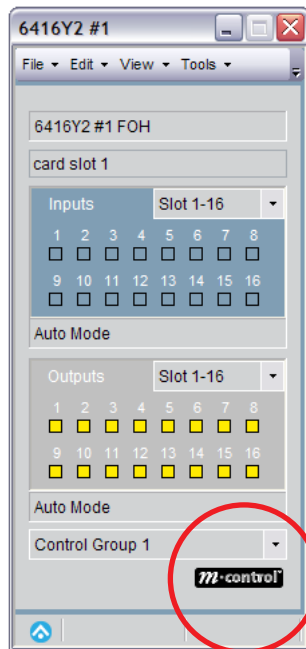 6416Y2 #1
File Edit View Tools
6416Y2 #1 FOH
card slot 1
Inputs Slot 1-16
1 2 3 4 5 6 7 8
9 10 11 12 13 14 15 16
Auto Mode
Outputs Slot 1-16
1 2 3 4 5 6 7 8
9 10 11 12 13 14 15 16
Auto Mode
Control Group 1
m·control™